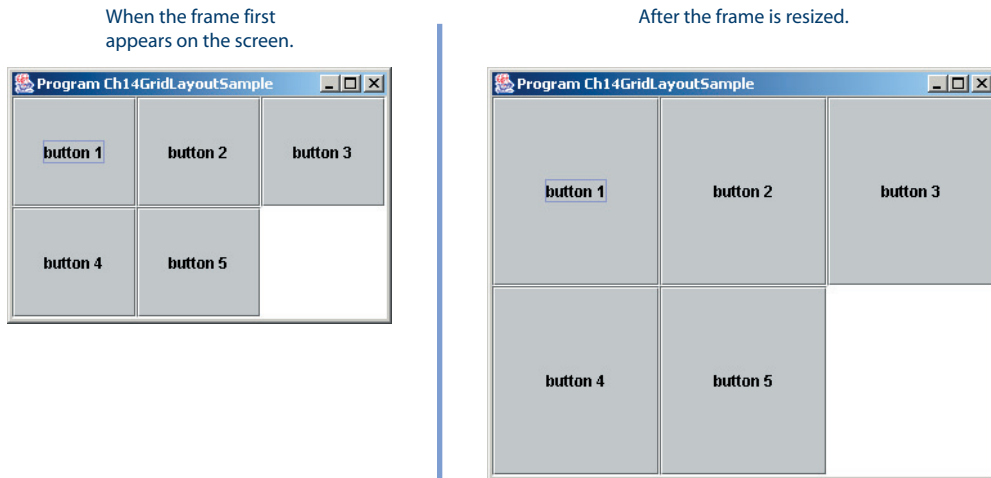 When the frame first
appears on the screen.
Program Ch14GridLayoutSample
button 1 button 2 button 3
button 4 button 5
After the frame is resized.
Program Ch14GridLayoutSample
button 1 button 2 button 3
button 4 button 5